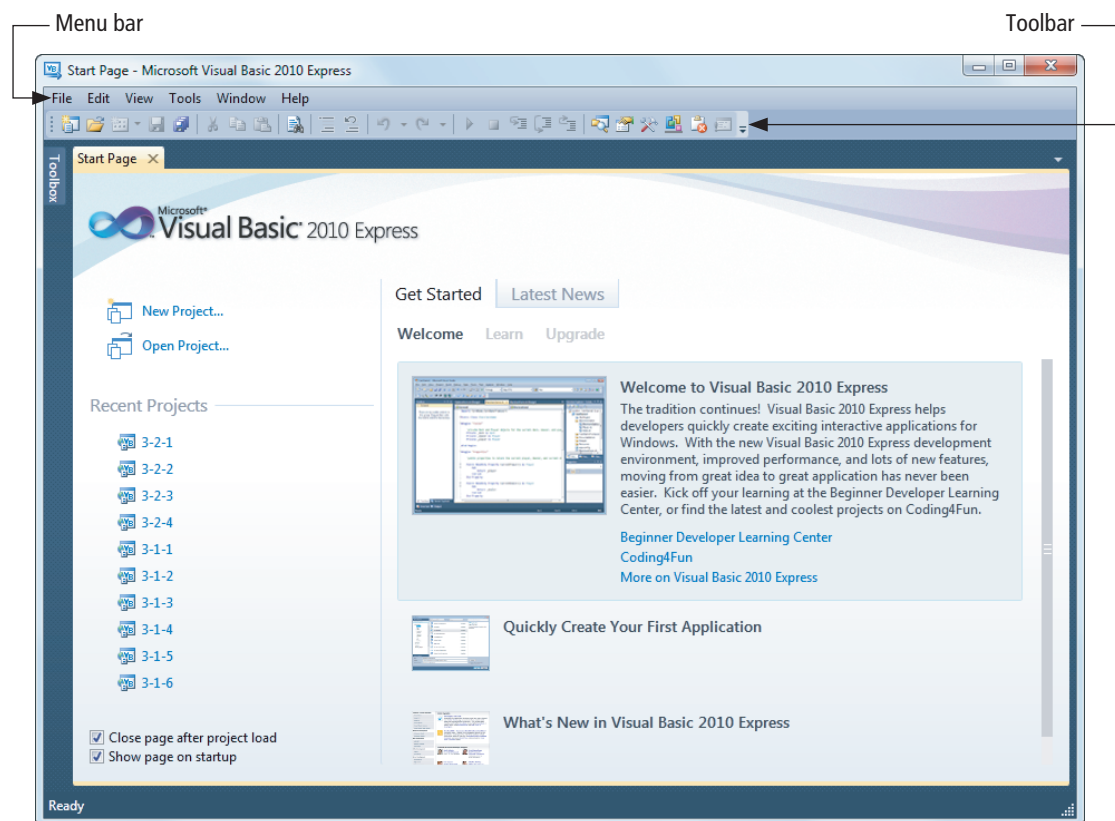 Menu bar
Toolbar
Start Page - Microsoft Visual Basic 2010 Express
File Edit View Tools Window Help
Toolbox
Start Page
Microsoft®
Visual Basic® 2010 Express
New Project...
Open Project...
Recent Projects
3-2-1
3-2-2
3-2-3
3-2-4
3-1-1
3-1-2
3-1-3
3-1-4
3-1-5
3-1-6
Close page after project load
Show page on startup
Get Started Latest News
Welcome Learn Upgrade
Welcome to Visual Basic 2010 Express
The tradition continues! Visual Basic 2010 Express helps
developers quickly create exciting interactive applications for
Windows. With the new Visual Basic 2010 Express development
environment, improved performance, and lots of new features,
moving from great idea to great application has never been
easier. Kick off your learning at the Beginner Developer Learning
Center, or find the latest and coolest projects on Coding4Fun.
Beginner Developer Learning Center
Coding4Fun
More on Visual Basic 2010 Express
Quickly Create Your First Application
What's New in Visual Basic 2010 Express
Ready